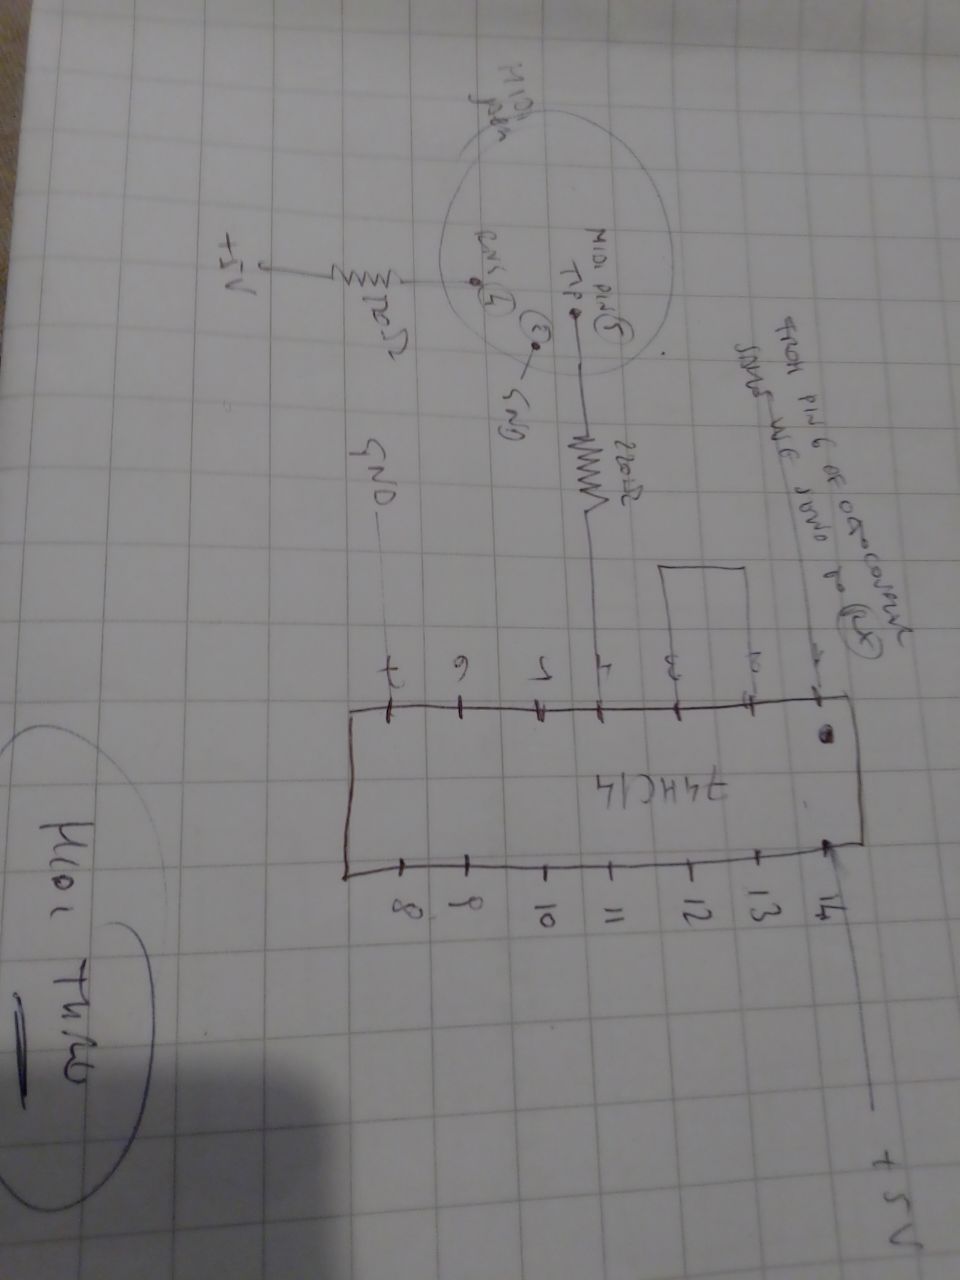 FROM PIN 6 OF OCTOCOUPLER
SAME WE SEND TO RX
+5V
1
14
2
13
3
12
74HC14
MIDI PIN 5
TIP
220Ω
4
11
2
GND
5
10
MIDI
RING 4
6
9
220Ω
GND
7
8
+5V
MIDI THRU